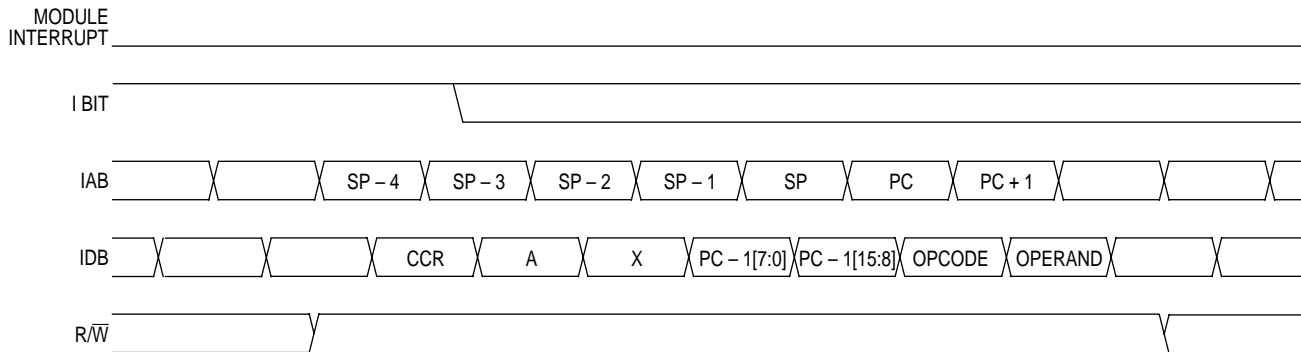 MODULE
INTERRUPT
I BIT
IAB SP – 4 SP – 3 SP – 2 SP – 1 SP PC PC + 1
IDB CCR A X PC – 1[7:0] PC – 1[15:8] OPCODE OPERAND
R/W̅